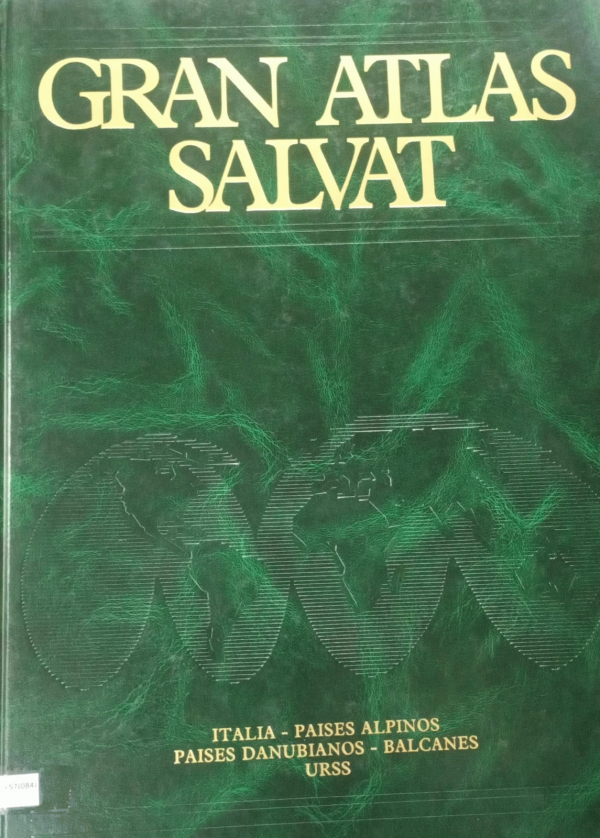 GRAN ATLAS
SALVAT
ITALIA - PAISES ALPINOS
PAISES DANUBIANOS - BALCANES
URSS